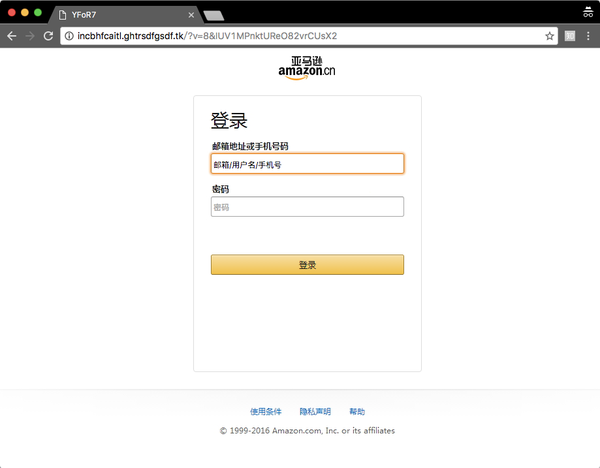 YFoR7
incbhfcaitl.ghtrsdfgsdf.tk/?v=8&iUV1MPnktUReO82vrCUsX2
亚马逊
amazon.cn
登录
邮箱地址或手机号码
邮箱/用户名/手机号
密码
密码
登录
使用条件 隐私声明 帮助
© 1999-2016 Amazon.com, Inc. or its affiliates